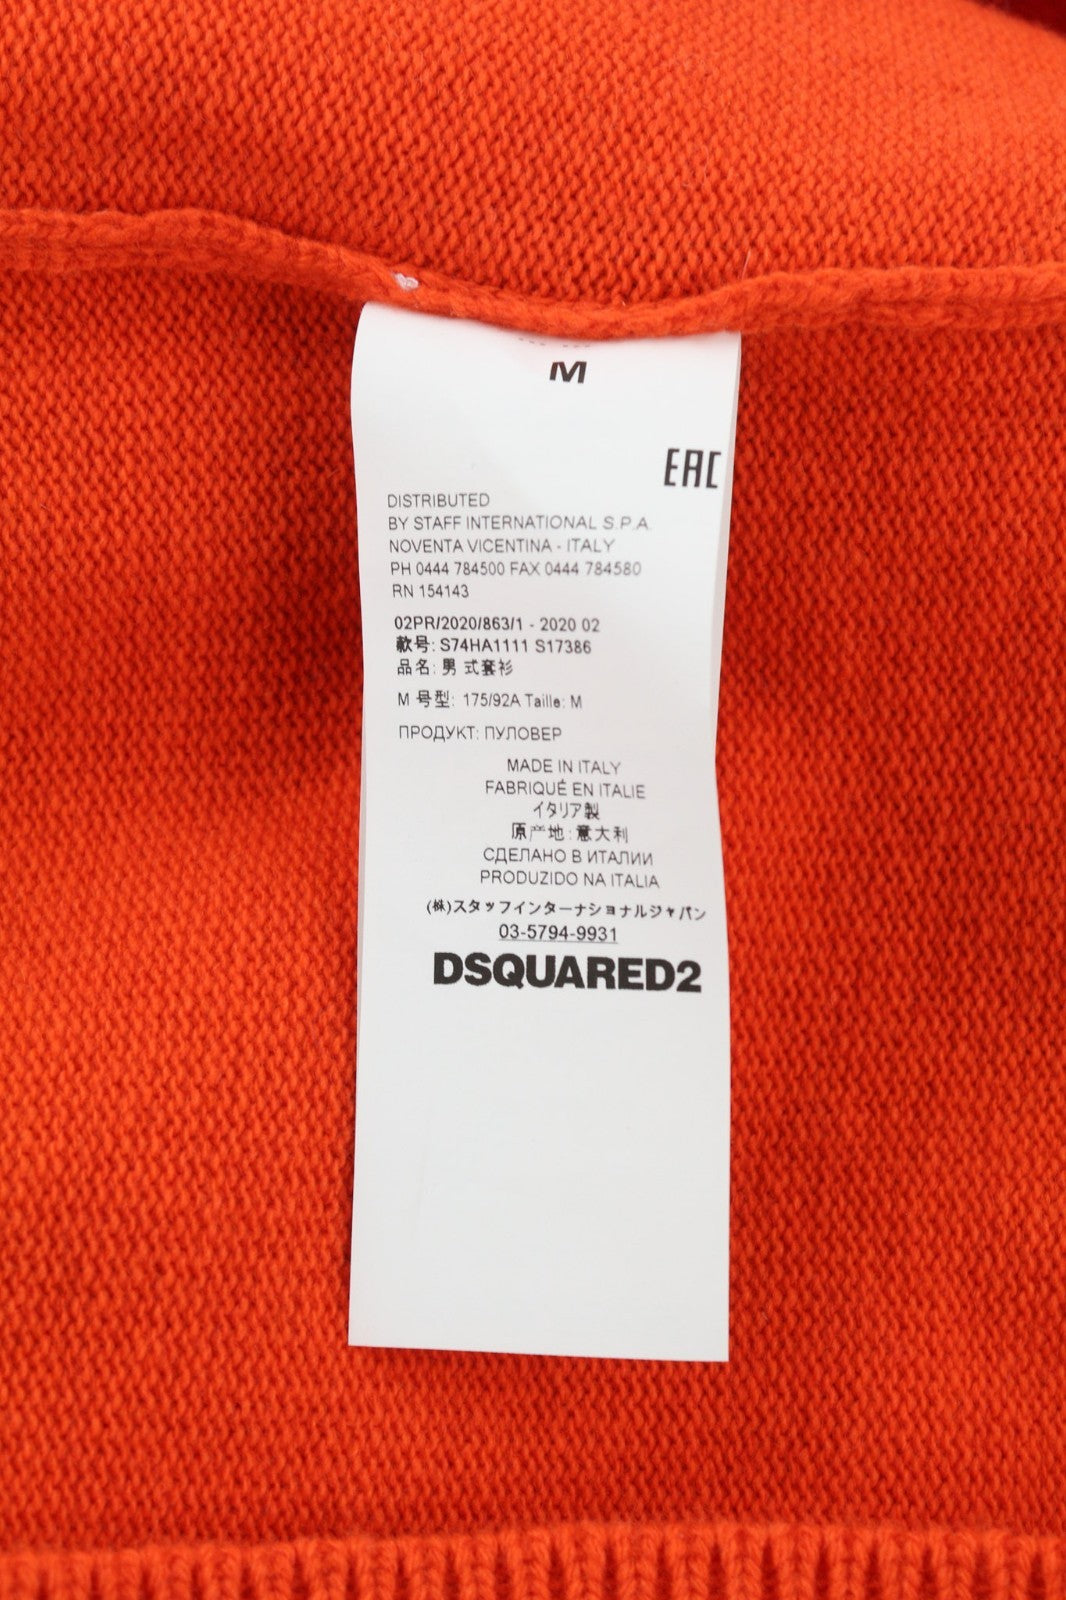 M
EAC
DISTRIBUTED
BY STAFF INTERNATIONAL S.P.A.
NOVENTA VICENTINA - ITALY
PH 0444 784500 FAX 0444 784580
RN 154143
02PR/2020/863/1 - 2020 02
款号: S74HA1111 S17386
品名: 男 式套衫
M 号型: 175/92A Taille: M
ПРОДУКТ: ПУЛОВЕР
MADE IN ITALY
FABRIQUÉ EN ITALIE
イタリア製
原产地: 意大利
СДЕЛАНО В ИТАЛИИ
PRODUZIDO NA ITALIA
(株)スタッフインターナショナルジャパン
03-5794-9931
DSQUARED2